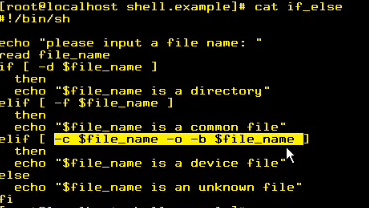 [root@localhost shell.example]# cat if_else
#!/bin/sh
echo "please input a file name: "
read file_name
if [ -d $file_name ]
then
echo "$file_name is a directory"
elif [ -f $file_name ]
then
echo "$file_name is a common file"
elif [ -c $file_name -o -b $file_name ]
then
echo "$file_name is a device file"
else
echo "$file_name is an unknown file"
fi